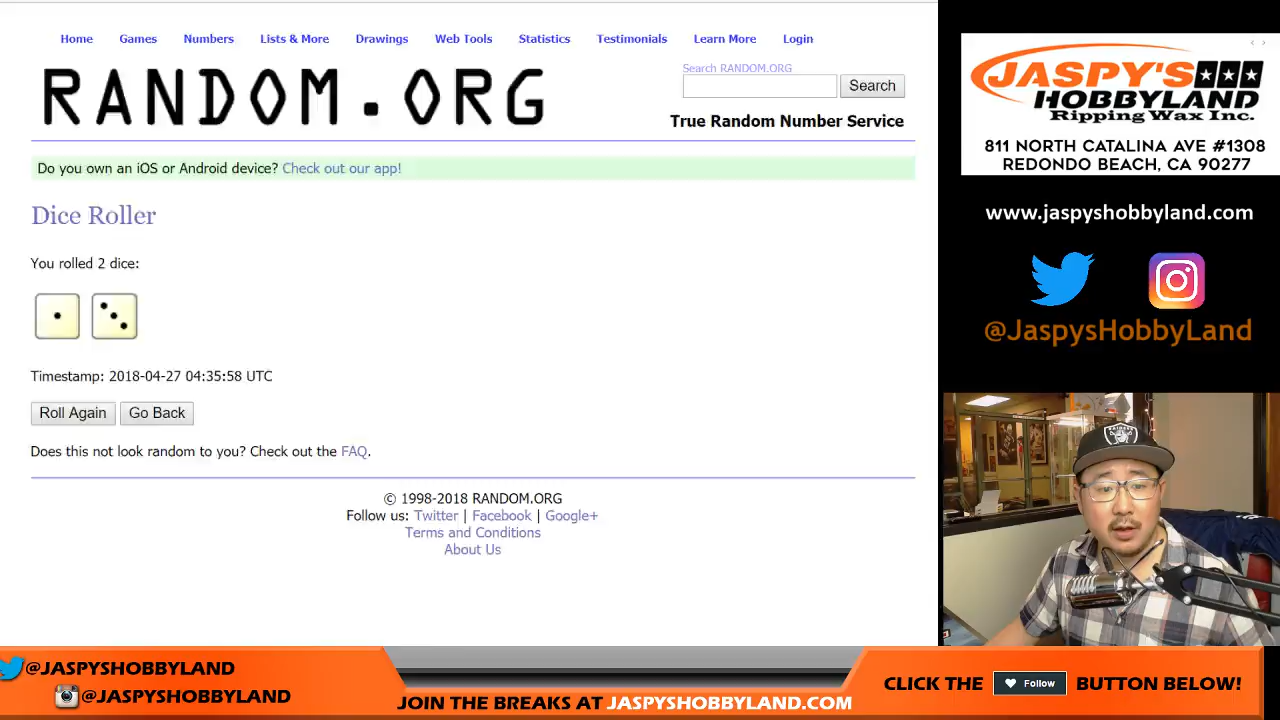 Home Games Numbers Lists & More Drawings Web Tools Statistics Testimonials Learn More Login
RANDOM.ORG
Search RANDOM.ORG
Search
True Random Number Service
Do you own an iOS or Android device? Check out our app!
Dice Roller
You rolled 2 dice:
Timestamp: 2018-04-27 04:35:58 UTC
Roll Again Go Back
Does this not look random to you? Check out the FAQ.
© 1998-2018 RANDOM.ORG
Follow us: Twitter | Facebook | Google+
Terms and Conditions
About Us
JASPY'S
HOBBYLAND
Ripping Wax Inc.
811 NORTH CATALINA AVE #1308
REDONDO BEACH, CA 90277
www.jaspyshobbyland.com
@JaspysHobbyLand
RAIDERS
@JASPYSHOBBYLAND
@JASPYSHOBBYLAND
JOIN THE BREAKS AT JASPYSHOBBYLAND.COM
CLICK THE Follow BUTTON BELOW!